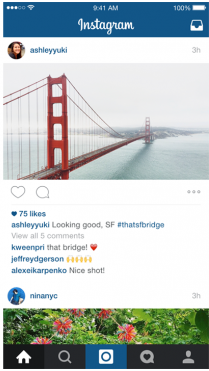 9:41 AM
100%
Instagram
ashleyyuki
3h
75 likes
ashleyyuki Looking good, SF #thatsfbridge
View all 5 comments
kweenpri that bridge! ❤️
jeffreydgerson 🙌🙌🙌
alexeikarpenko Nice shot!
ninanyc
3h